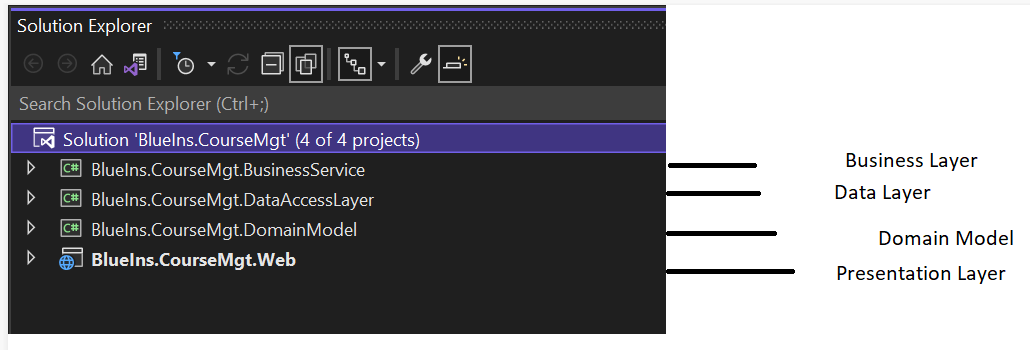 Solution Explorer
Search Solution Explorer (Ctrl+;)
Solution 'BlueIns.CourseMgt' (4 of 4 projects)
C# BlueIns.CourseMgt.BusinessService Business Layer
C# BlueIns.CourseMgt.DataAccessLayer Data Layer
C# BlueIns.CourseMgt.DomainModel Domain Model
BlueIns.CourseMgt.Web Presentation Layer